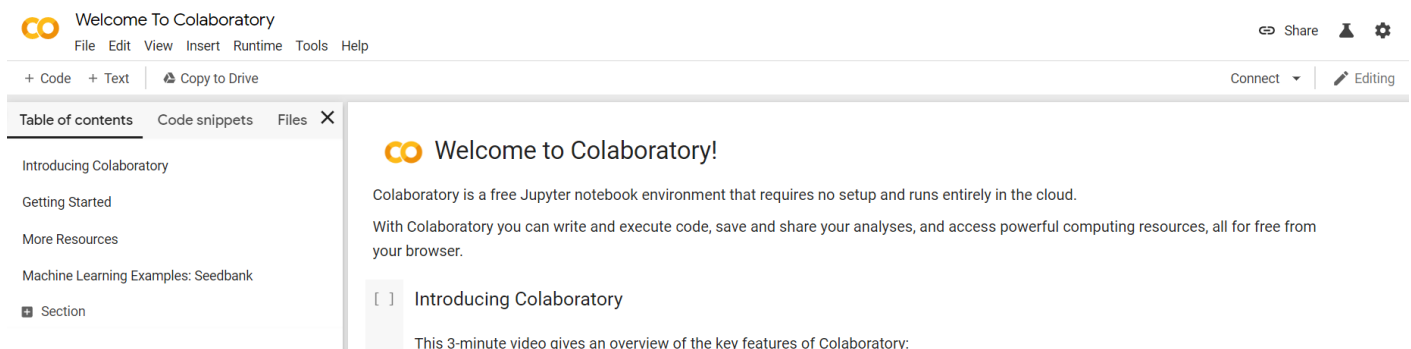 Welcome To Colaboratory
File Edit View Insert Runtime Tools Help
Share
+ Code + Text Copy to Drive
Connect Editing
Table of contents Code snippets Files
Introducing Colaboratory
Getting Started
More Resources
Machine Learning Examples: Seedbank
Section
CO Welcome to Colaboratory!
Colaboratory is a free Jupyter notebook environment that requires no setup and runs entirely in the cloud.
With Colaboratory you can write and execute code, save and share your analyses, and access powerful computing resources, all for free from
your browser.
[ ] Introducing Colaboratory
This 3-minute video gives an overview of the key features of Colaboratory: